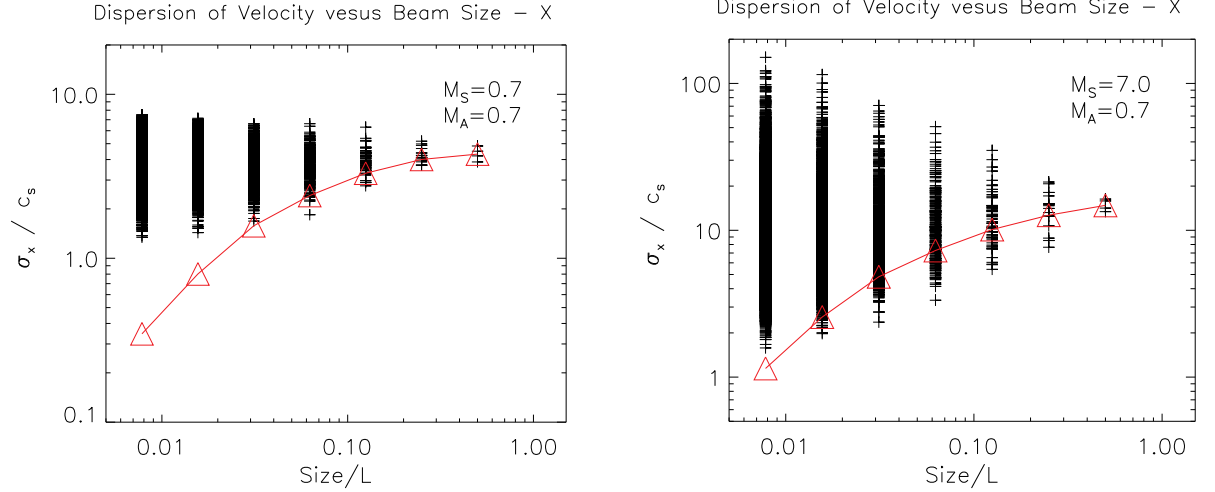 Dispersion of Velocity versus Beam Size – X
10.0
1.0
0.1
σx / cs
MS=0.7
MA=0.7
0.01
0.10
1.00
Size/L
Dispersion of Velocity versus Beam Size – X
100
10
1
σx / cs
MS=7.0
MA=0.7
0.01
0.10
1.00
Size/L